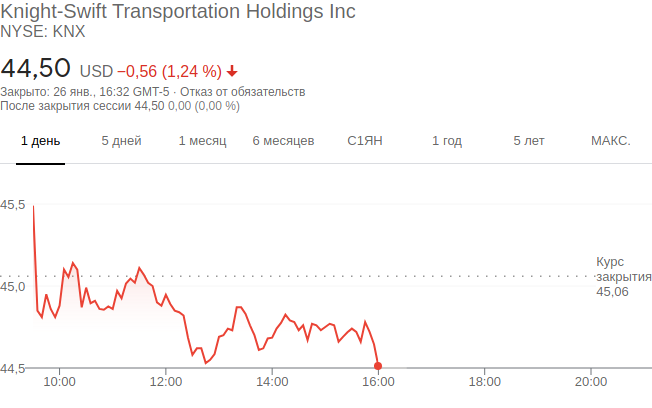 Knight-Swift Transportation Holdings Inc
NYSE: KNX
44,50 USD −0,56 (1,24 %)
Закрыто: 26 янв., 16:32 GMT-5 · Отказ от обязательств
После закрытия сессии 44,50 0,00 (0,00 %)
1 день 5 дней 1 месяц 6 месяцев С1ЯН 1 год 5 лет МАКС.
45,5
Курс
закрытия
45,06
45,0
44,5
10:00 12:00 14:00 16:00 18:00 20:00